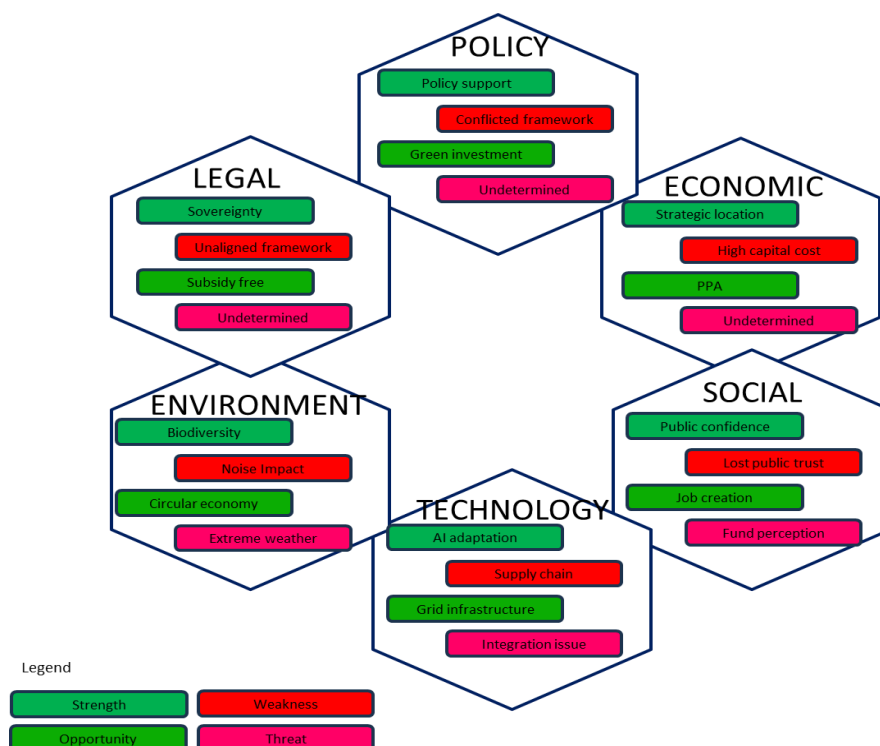 POLICY
Policy support
Conflicted framework
Green investment
Undetermined
LEGAL
Sovereignty
Unaligned framework
Subsidy free
Undetermined
ECONOMIC
Strategic location
High capital cost
PPA
Undetermined
ENVIRONMENT
Biodiversity
Noise Impact
Circular economy
Extreme weather
SOCIAL
Public confidence
Lost public trust
Job creation
Fund perception
TECHNOLOGY
AI adaptation
Supply chain
Grid infrastructure
Integration issue
Legend
Strength
Weakness
Opportunity
Threat